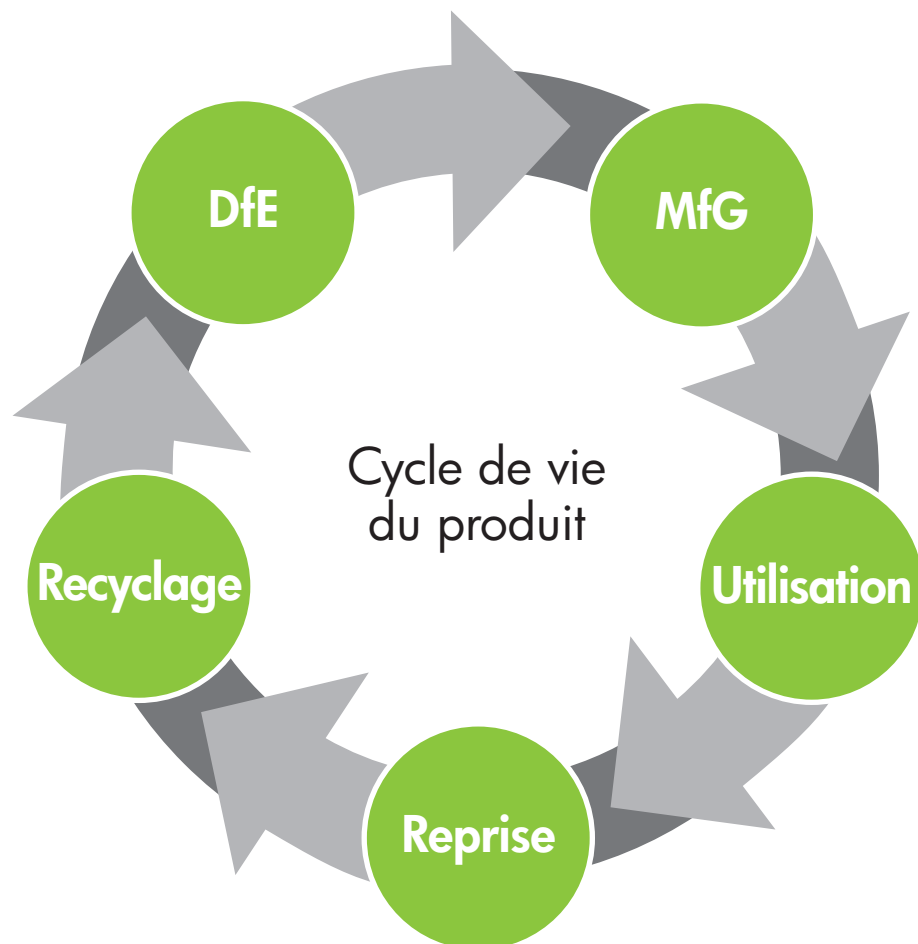 DfE
MfG
Cycle de vie
du produit
Recyclage
Utilisation
Reprise